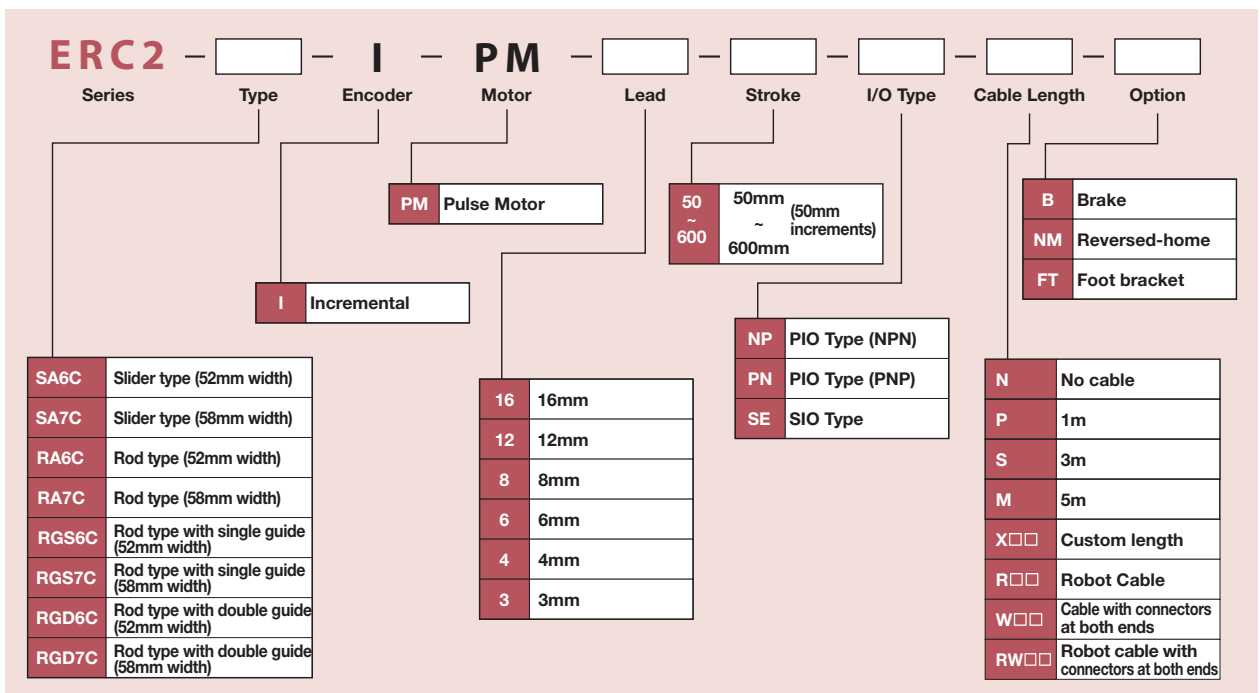 ERC2 – □ – I – PM – □ – □ – □ – □ – □
Series Type Encoder Motor Lead Stroke I/O Type Cable Length Option
PM Pulse Motor
I Incremental
SA6C Slider type (52mm width)
SA7C Slider type (58mm width)
RA6C Rod type (52mm width)
RA7C Rod type (58mm width)
RGS6C Rod type with single guide
(52mm width)
RGS7C Rod type with single guide
(58mm width)
RGD6C Rod type with double guide
(52mm width)
RGD7C Rod type with double guide
(58mm width)
16 16mm
12 12mm
8 8mm
6 6mm
4 4mm
3 3mm
50 50mm (50mm
~ ~ increments)
600 600mm
NP PIO Type (NPN)
PN PIO Type (PNP)
SE SIO Type
N No cable
P 1m
S 3m
M 5m
X□□ Custom length
R□□ Robot Cable
W□□ Cable with connectors
at both ends
RW□□ Robot cable with
connectors at both ends
B Brake
NM Reversed-home
FT Foot bracket